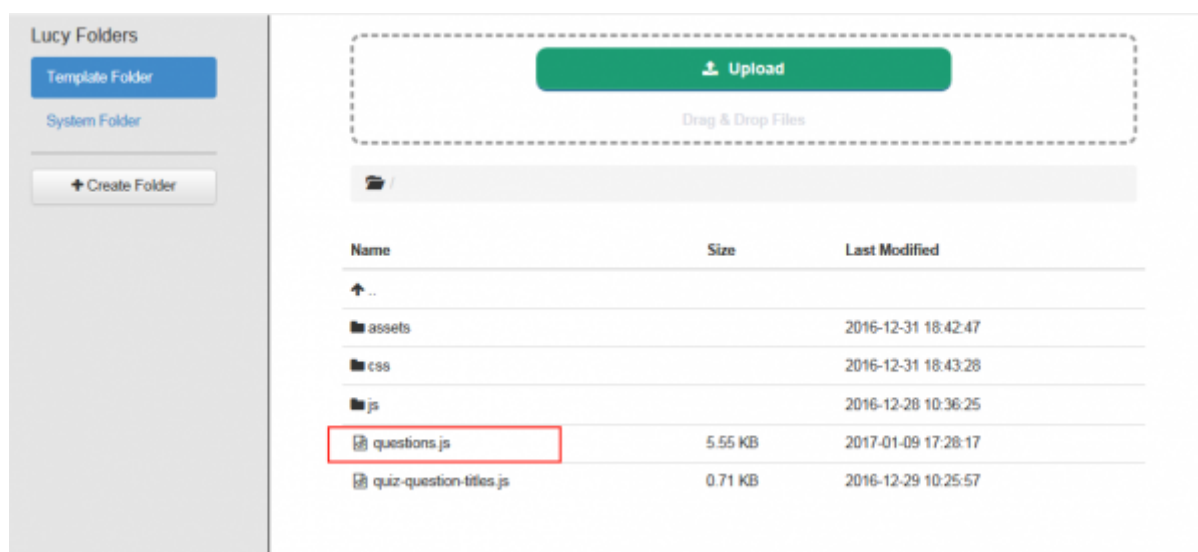 Lucy Folders
Template Folder
System Folder
Create Folder
Upload
Drag & Drop Files
/
Name Size Last Modified
..
assets 2016-12-31 18:42:47
css 2016-12-31 18:43:28
js 2016-12-28 10:36:25
questions.js 5.55 KB 2017-01-09 17:28:17
quiz-question-titles.js 0.71 KB 2016-12-29 10:25:57